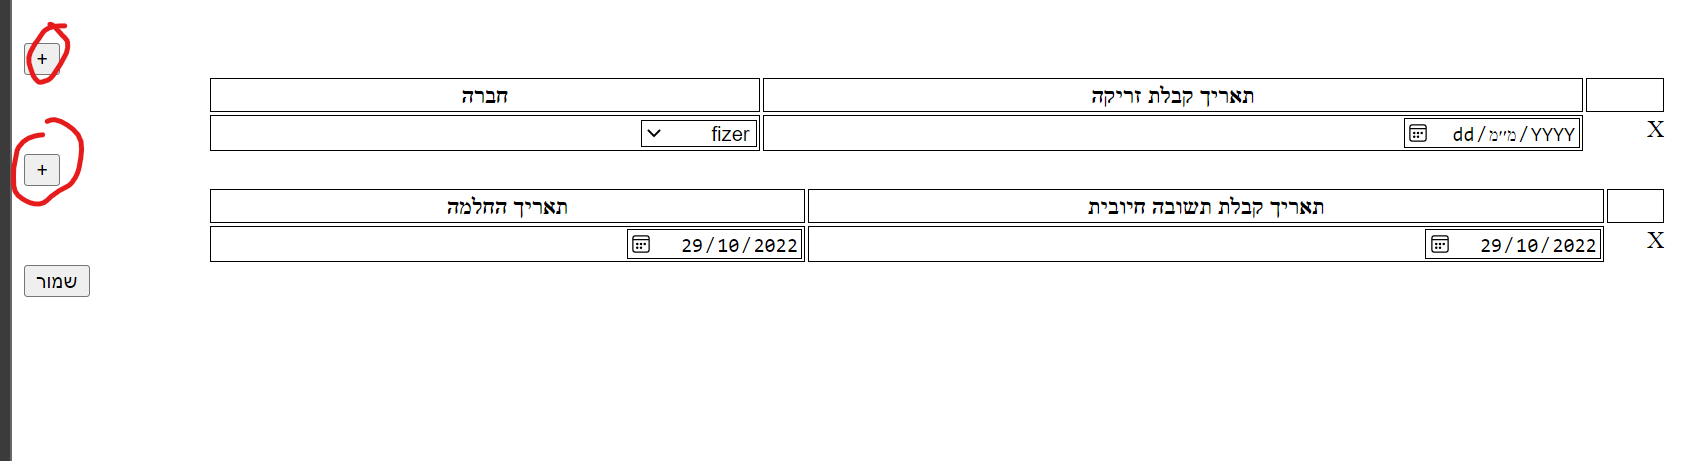 +
תאריך קבלת זריקה חברה
X YYYY/מ״מ/dd fizer
+
תאריך קבלת תשובה חיובית תאריך החלמה
X 29/10/2022 29/10/2022
שמור